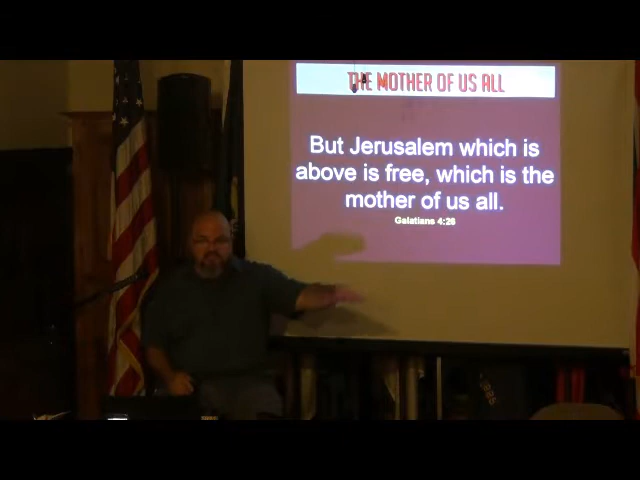 THE MOTHER OF US ALL
But Jerusalem which is
above is free, which is the
mother of us all.
Galatians 4:26